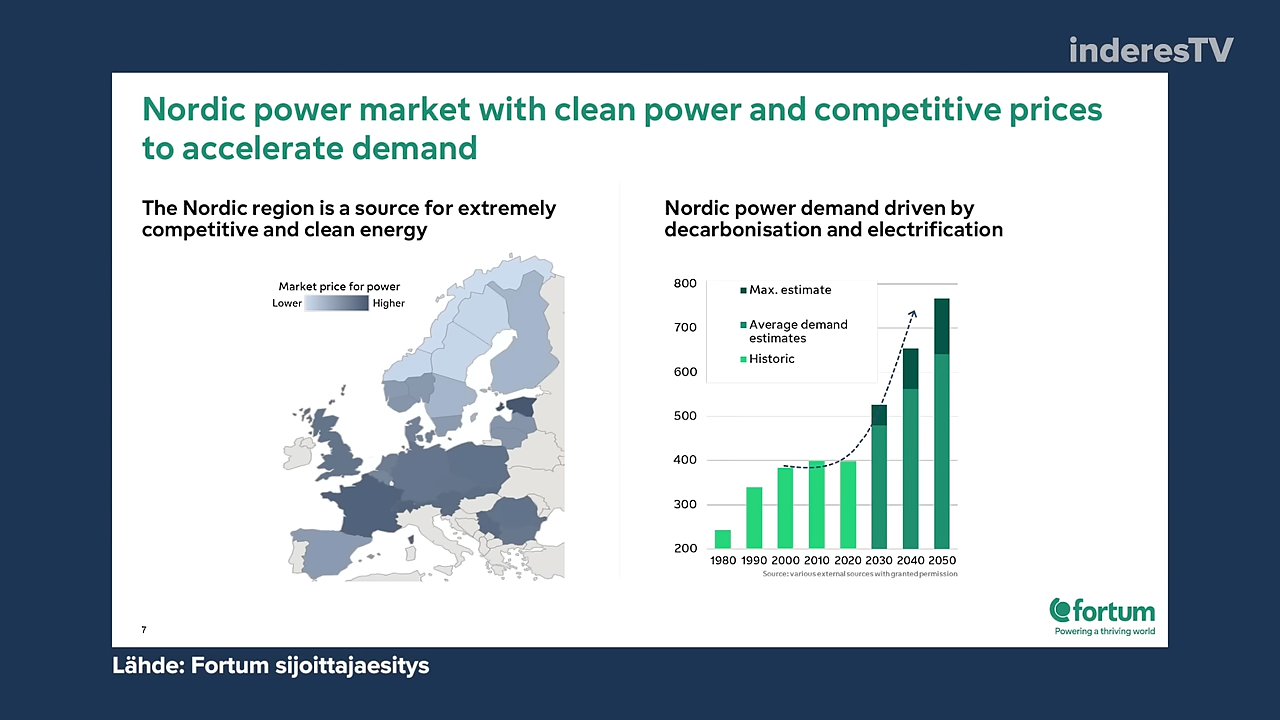 inderesTV
Nordic power market with clean power and competitive prices
to accelerate demand
The Nordic region is a source for extremely
competitive and clean energy
Market price for power
Lower
Higher
Nordic power demand driven by
decarbonisation and electrification
800
700
600
500
400
300
200
Max. estimate
Average demand
estimates
Historic
1980 1990 2000 2010 2020 2030 2040 2050
Source: various external sources with granted permission
7
fortum
Powering a thriving world
Lähde: Fortum sijoittajaesitys